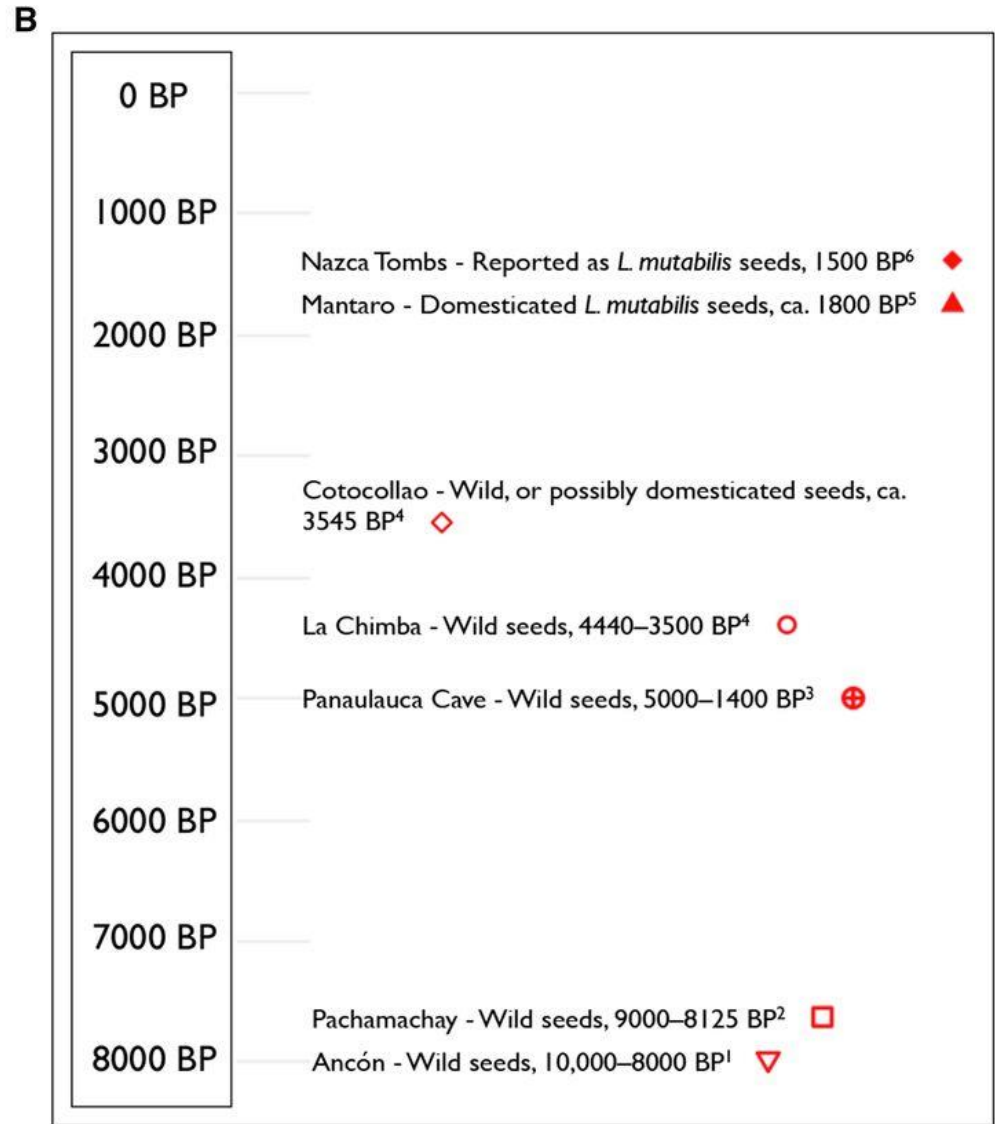 B
0 BP
1000 BP
Nazca Tombs - Reported as L. mutabilis seeds, 1500 BP⁶
Mantaro - Domesticated L. mutabilis seeds, ca. 1800 BP⁵
2000 BP
3000 BP
Cotocollao - Wild, or possibly domesticated seeds, ca.
3545 BP⁴
4000 BP
La Chimba - Wild seeds, 4440–3500 BP⁴
5000 BP
Panaulauca Cave - Wild seeds, 5000–1400 BP³
6000 BP
7000 BP
Pachamachay - Wild seeds, 9000–8125 BP²
8000 BP
Ancón - Wild seeds, 10,000–8000 BP¹